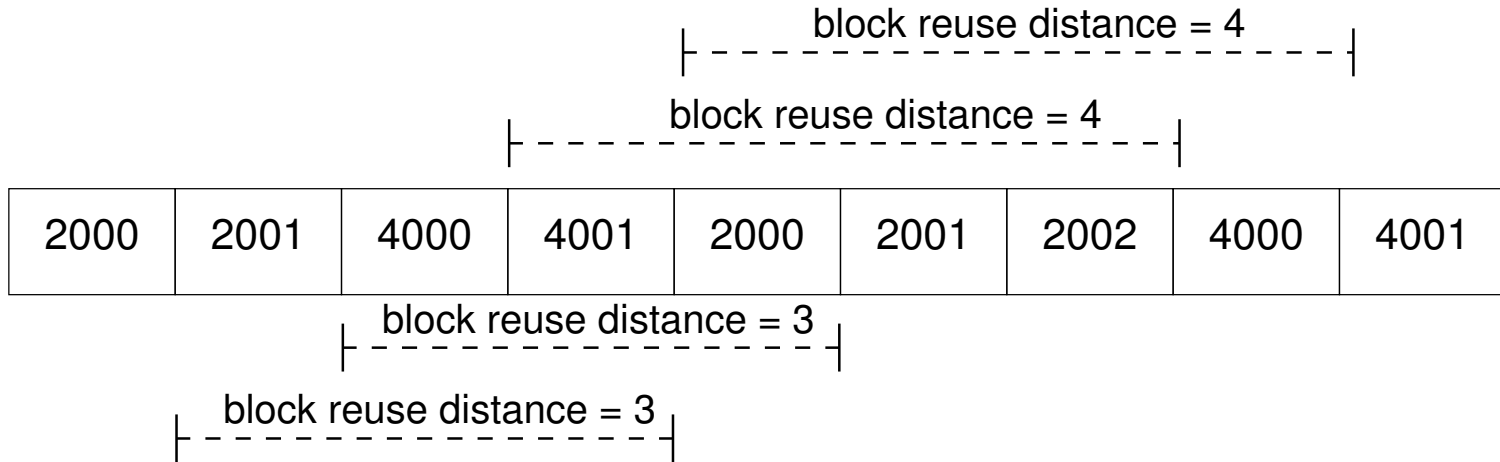 block reuse distance = 4
block reuse distance = 4
2000 2001 4000 4001 2000 2001 2002 4000 4001
block reuse distance = 3
block reuse distance = 3